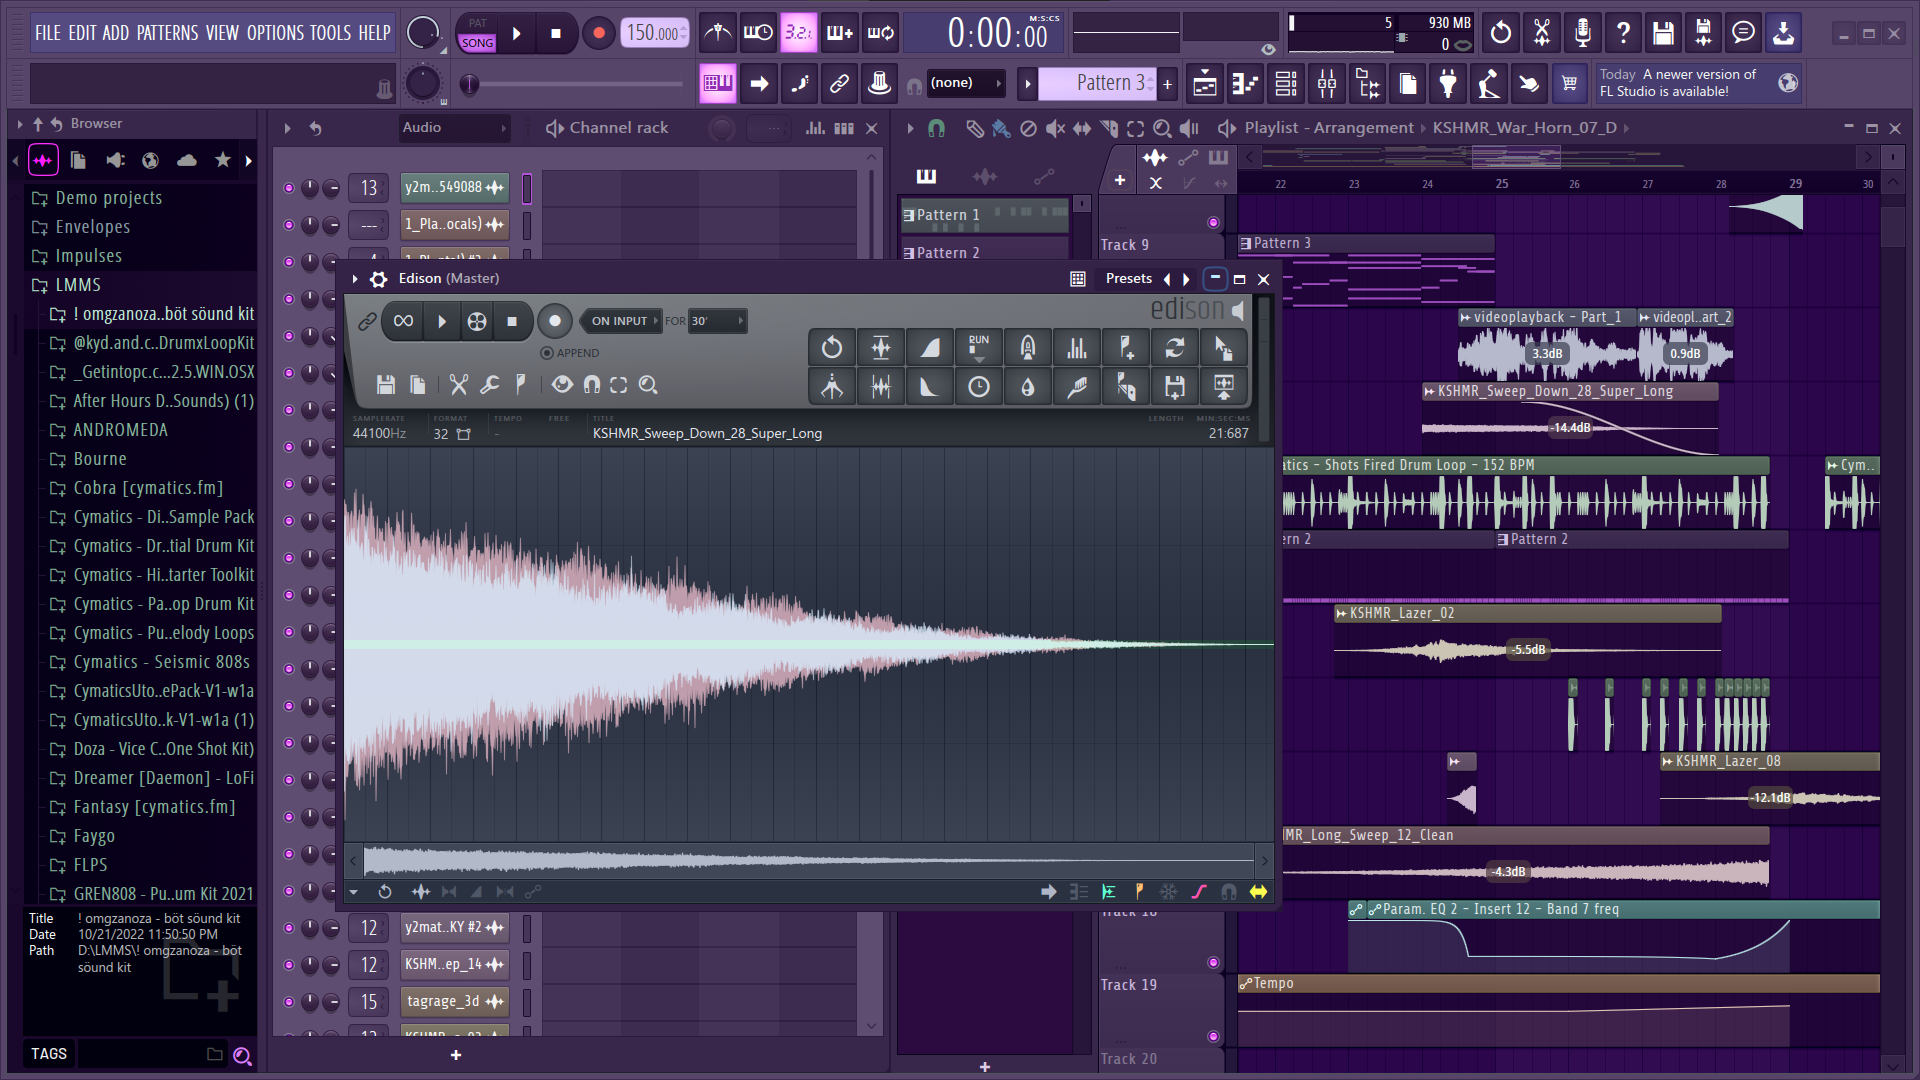 FILE EDIT ADD PATTERNS VIEW OPTIONS TOOLS HELP
PAT
SONG
150.000
3.2.
0:00:00
M:S:CS
5
930 MB
0
(none)
Pattern 3
Today A newer version of
FL Studio is available!
Browser
Demo projects
Envelopes
Impulses
LMMS
! omgzanoza..böt söund kit
@kyd.and.c..DrumxLoopKit
_Getintopc.c...2.5.WIN.OSX
After Hours D..Sounds) (1)
ANDROMEDA
Bourne
Cobra [cymatics.fm]
Cymatics - Di..Sample Pack
Cymatics - Dr..tial Drum Kit
Cymatics - Hi..tarter Toolkit
Cymatics - Pa..op Drum Kit
Cymatics - Pu..elody Loops
Cymatics - Seismic 808s
CymaticsUto..ePack-V1-w1a
CymaticsUto..k-V1-w1a (1)
Doza - Vice C..One Shot Kit)
Dreamer [Daemon] - LoFi
Fantasy [cymatics.fm]
Faygo
FLPS
GREN808 - Pu..um Kit 2021
Title ! omgzanoza - böt söund kit
Date 10/21/2022 11:50:50 PM
Path D:\LMMS\! omgzanoza - böt
söund kit
TAGS
Audio
Channel rack
13 y2m..549088
--- 1_Pla..ocals)
12 y2mat..KY #2
12 KSHM..ep_14
15 tagrage_3d
Edison (Master)
Presets
edison
ON INPUT
FOR 30'
APPEND
RUN
SAMPLERATE
FORMAT
TEMPO
FREE
TITLE
LENGTH
MIN:SEC:MS
44100Hz
32
-
KSHMR_Sweep_Down_28_Super_Long
21:687
Playlist - Arrangement
KSHMR_War_Horn_07_D
22 23 24 25 26 27 28 29 30
Pattern 1
Pattern 2
Track 9
Pattern 3
videoplayback - Part_1
videopl..art_2
3.3dB
0.9dB
KSHMR_Sweep_Down_28_Super_Long
-14.4dB
atics - Shots Fired Drum Loop - 152 BPM
Cym..
ern 2
Pattern 2
KSHMR_Lazer_02
-5.5dB
KSHMR_Lazer_08
-12.1dB
MR_Long_Sweep_12_Clean
-4.3dB
Track 18
Param. EQ 2 - Insert 12 - Band 7 freq
Track 19
Tempo
Track 20